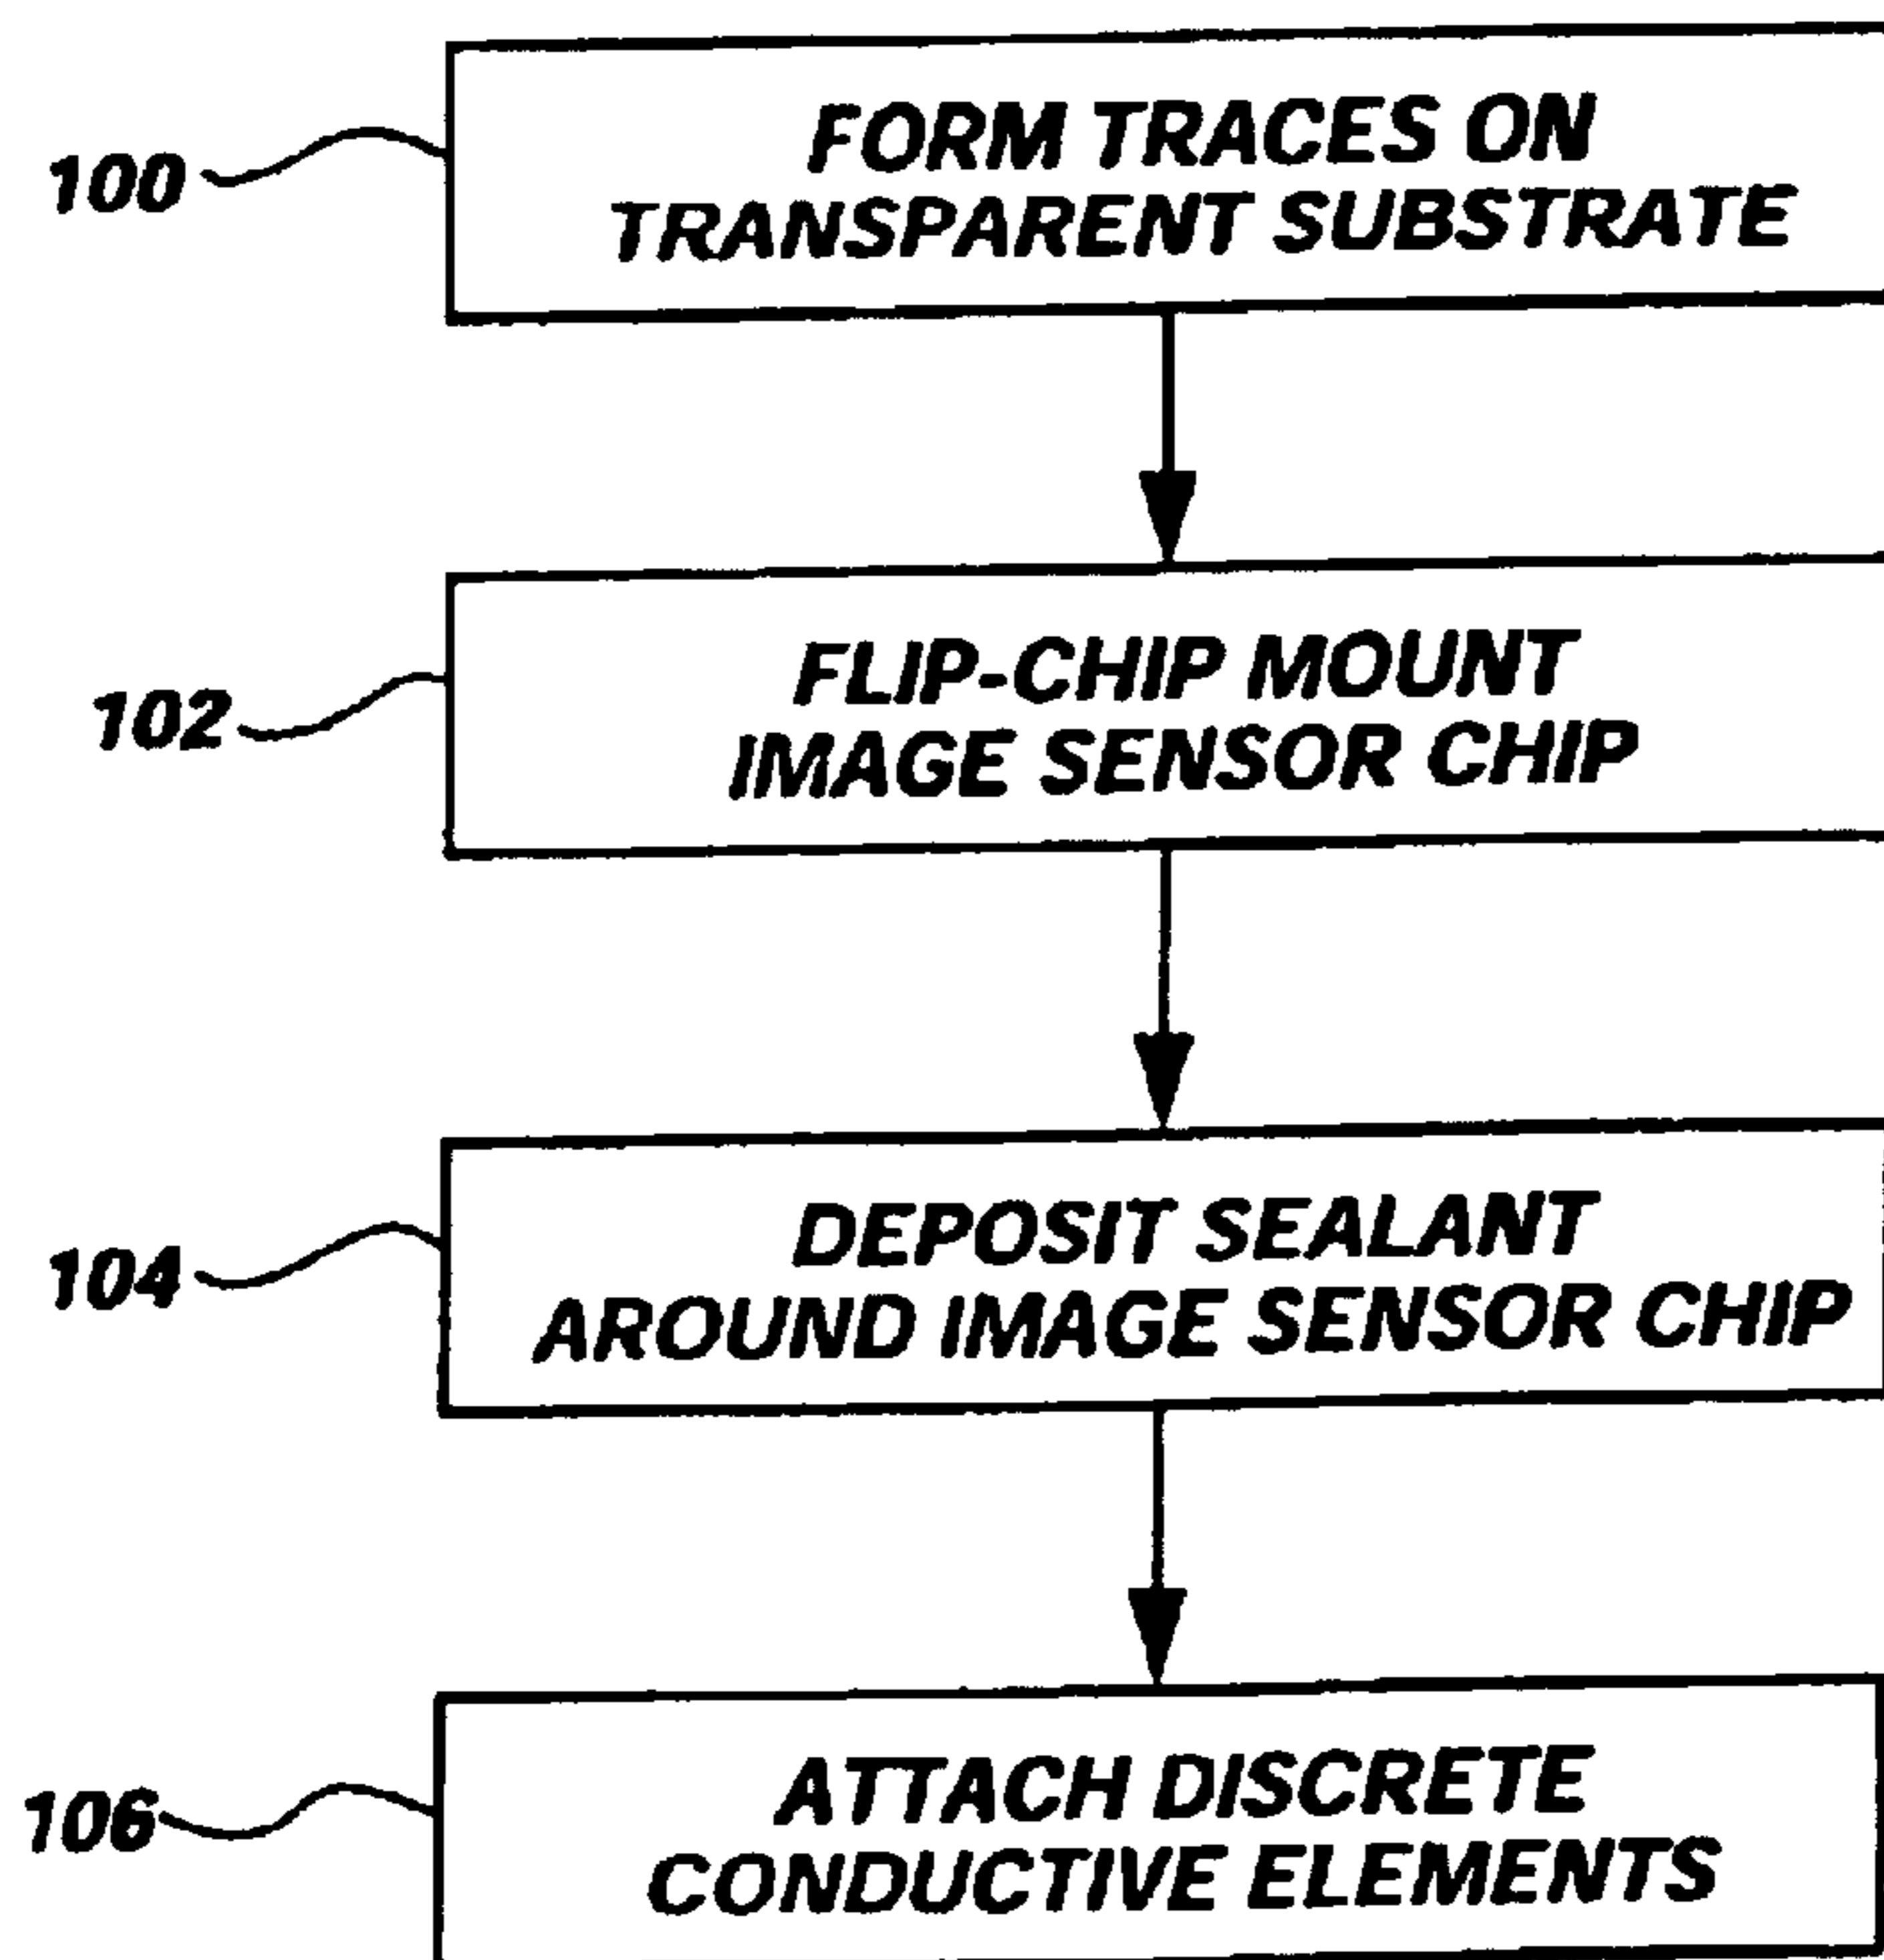 100
FORM TRACES ON
TRANSPARENT SUBSTRATE
102
FLIP-CHIP MOUNT
IMAGE SENSOR CHIP
104
DEPOSIT SEALANT
AROUND IMAGE SENSOR CHIP
106
ATTACH DISCRETE
CONDUCTIVE ELEMENTS